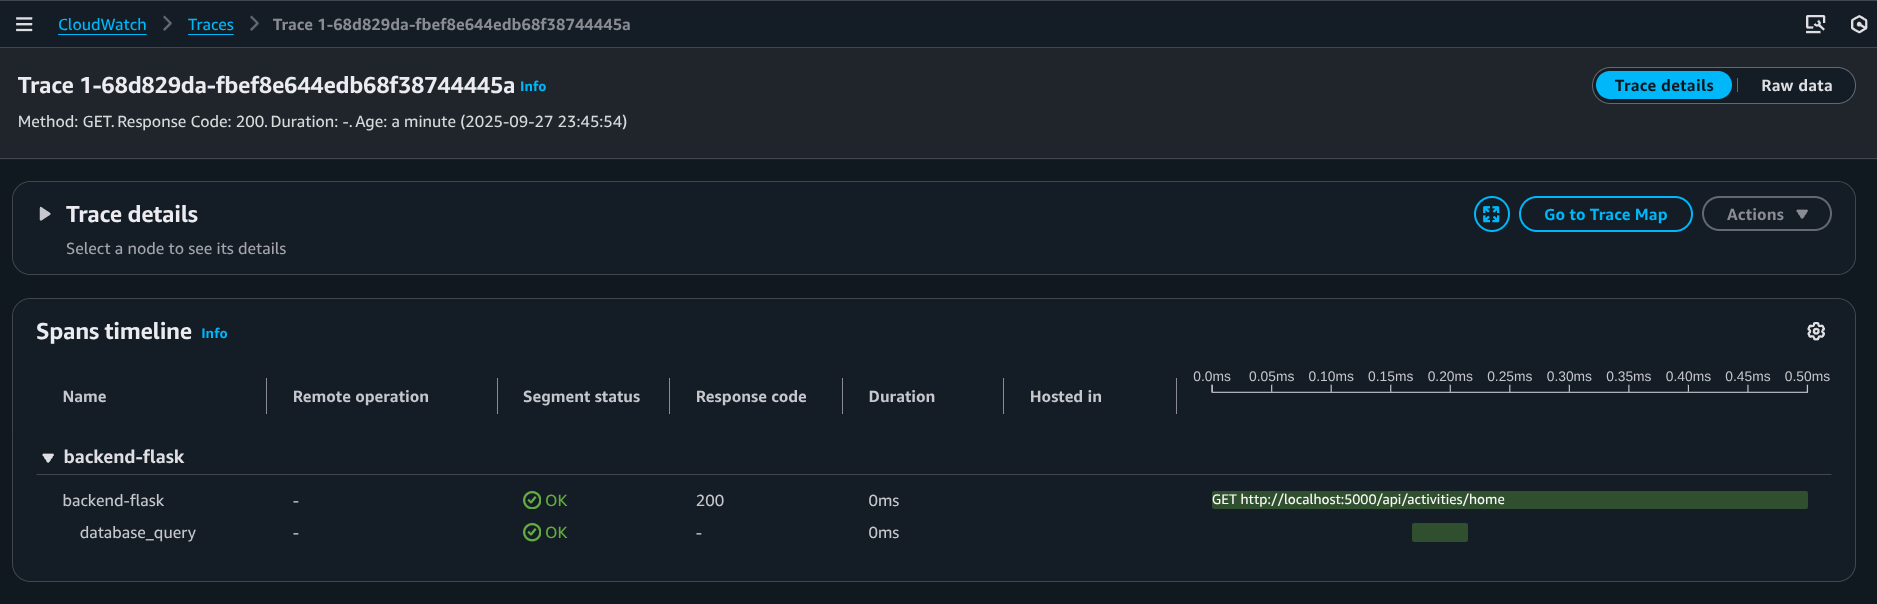 CloudWatch > Traces > Trace 1-68d829da-fbef8e644edb68f38744445a
Trace 1-68d829da-fbef8e644edb68f38744445a Info
Trace details | Raw data
Method: GET. Response Code: 200. Duration: -. Age: a minute (2025-09-27 23:45:54)
Trace details
Go to Trace Map
Actions
Select a node to see its details
Spans timeline Info
0.0ms 0.05ms 0.10ms 0.15ms 0.20ms 0.25ms 0.30ms 0.35ms 0.40ms 0.45ms 0.50ms
Name Remote operation Segment status Response code Duration Hosted in
backend-flask
backend-flask - OK 200 0ms GET http://localhost:5000/api/activities/home
database_query - OK - 0ms